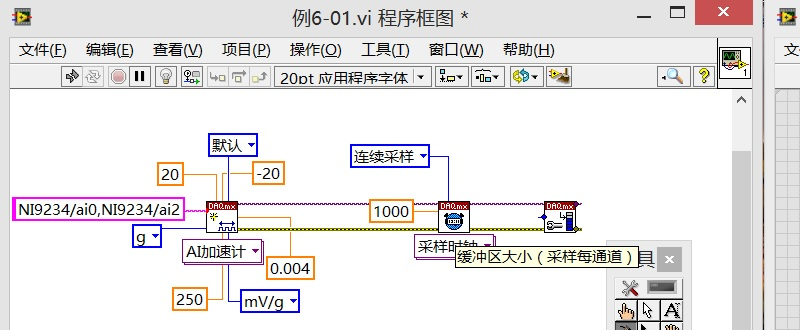 例6-01.vi 程序框图 *
文件(F) 编辑(E) 查看(V) 项目(P) 操作(O) 工具(T) 窗口(W) 帮助(H)
文
20pt 应用程序字体
?
1
默认
连续采样
20
-20
NI9234/ai0,NI9234/ai2
DAQmx
1000
DAQmx
DAQmx
g
AI加速计
采样时钟
缓冲区大小（采样每通道）
具
0.004
250
mV/g
A